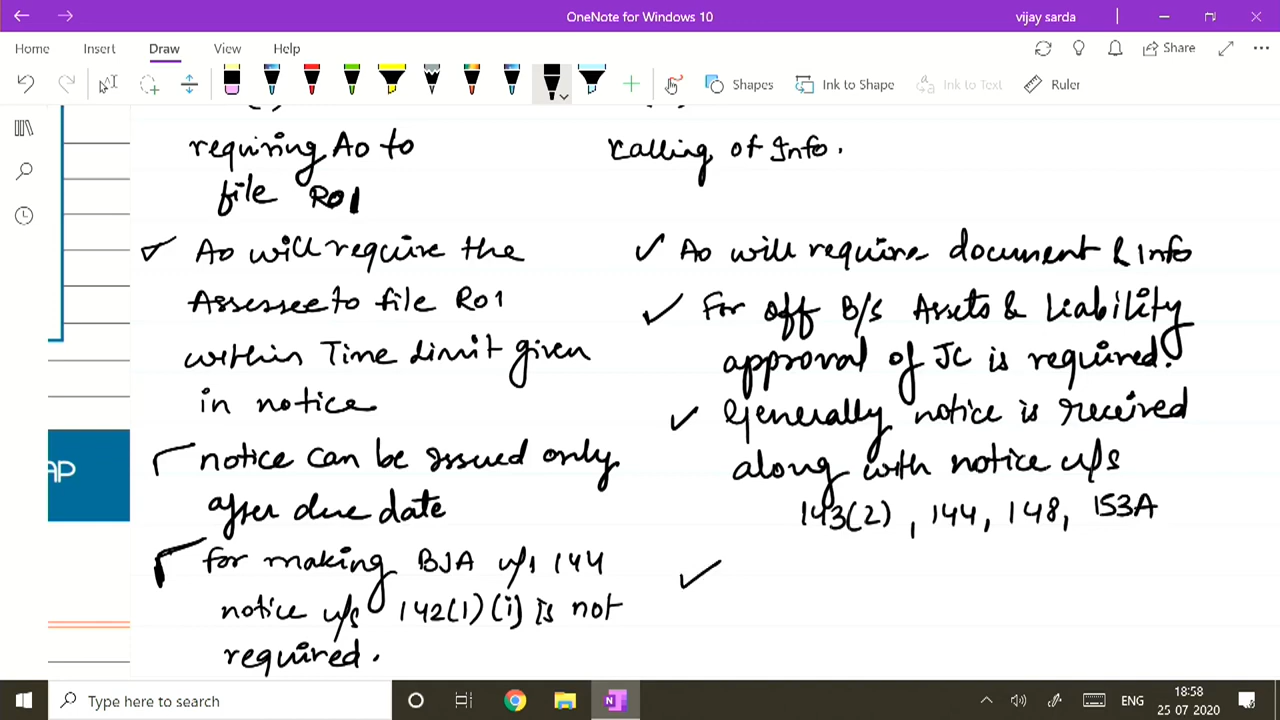 OneNote for Windows 10
vijay sarda
Home Insert Draw View Help
Share
Shapes
Ink to Shape
Ink to Text
Ruler
requiring AO to
file ROI
AO will require the
Assessee to file ROI
within Time limit given
in notice
notice can be issued only
after due date
for making BJA u/s 144
notice u/s 142(1)(i) is not
required.
calling of Info.
AO will require document & Info
For off B/S Assets & Liability
approval of JC is required.
Generally notice is received
along with notice u/s
143(2), 144, 148, 153A
AP
Type here to search
ENG
18:58
25-07-2020